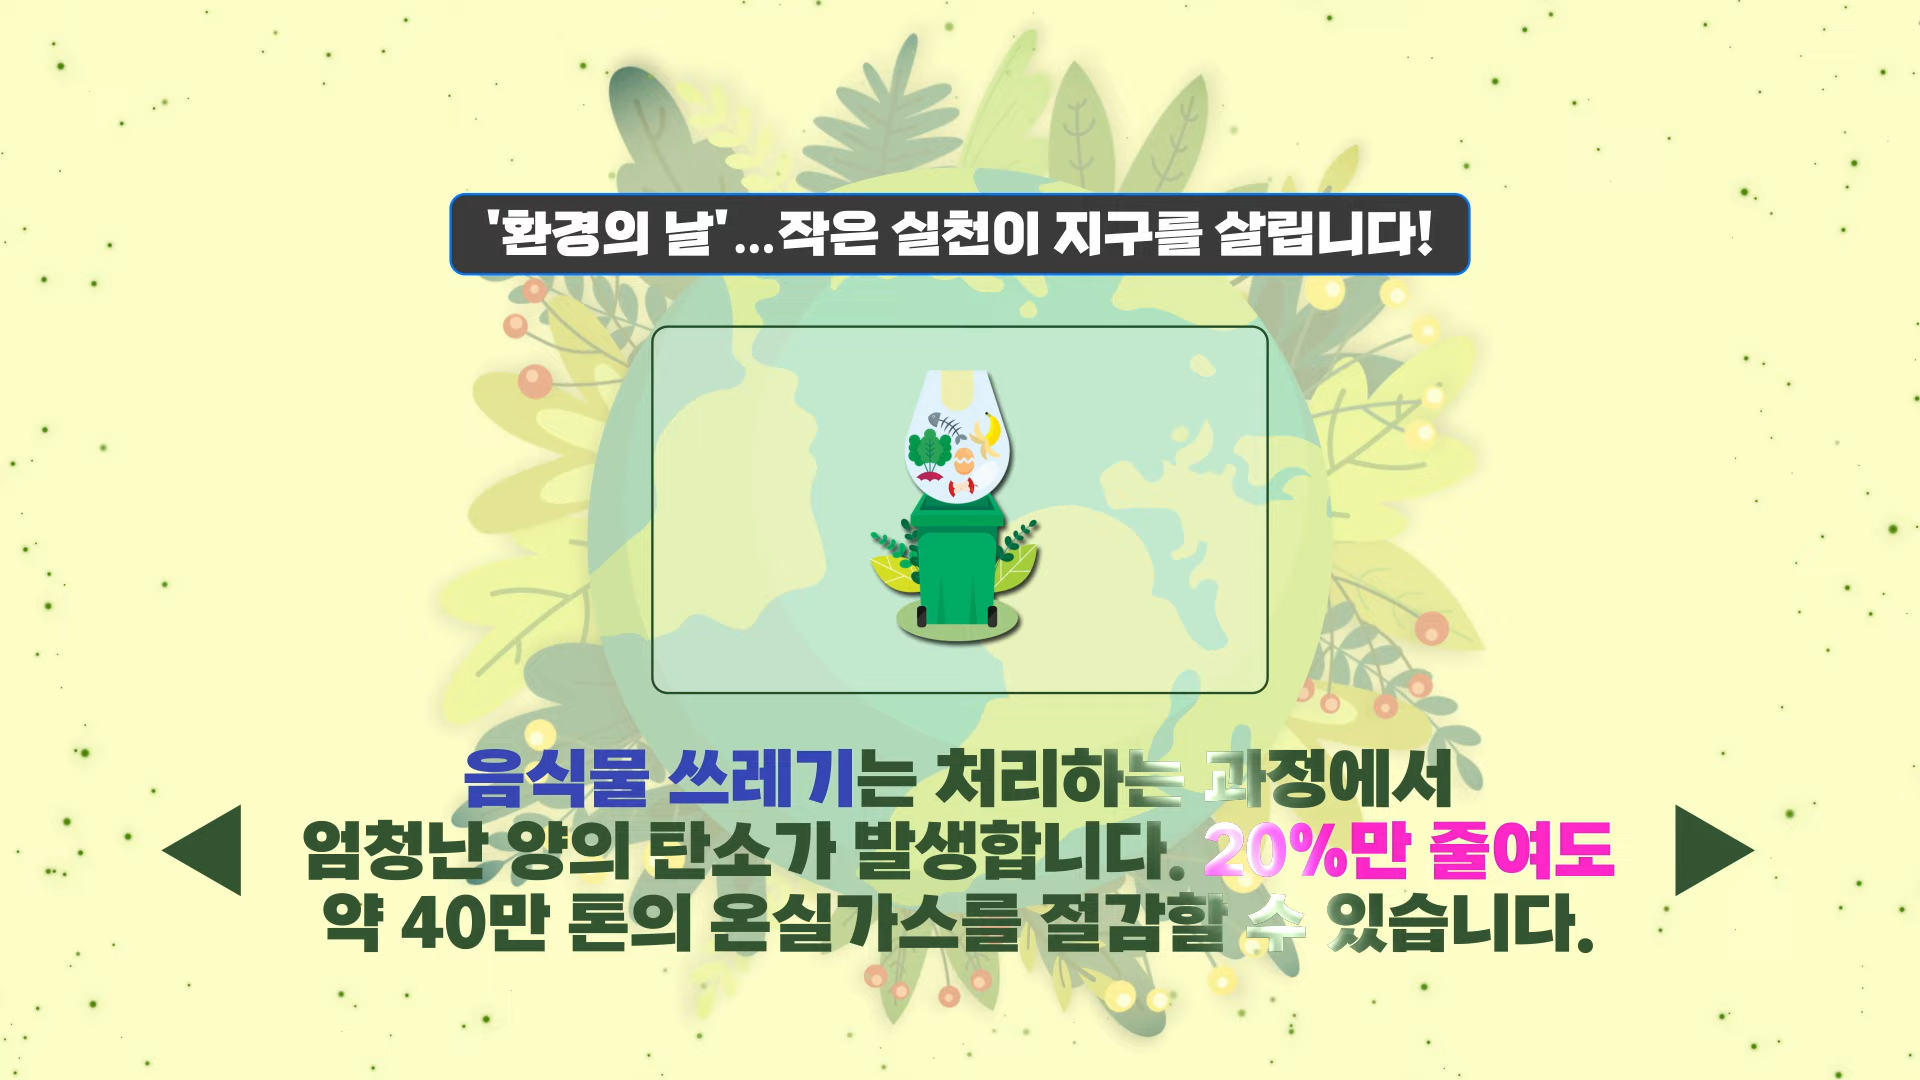 '환경의 날'...작은 실천이 지구를 살립니다!
음식물 쓰레기는 처리하는 과정에서
엄청난 양의 탄소가 발생합니다. 20%만 줄여도
약 40만 톤의 온실가스를 절감할 수 있습니다.